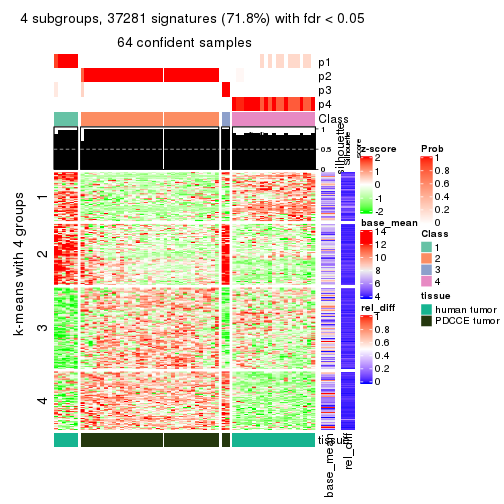 4 subgroups, 37281 signatures (71.8%) with fdr < 0.05
64 confident samples
p1
p2
p3
p4
Class
1
0.5
0
silhouette
silhouette
score
k-means with 4 groups
1
2
3
4
tissue
base_mean
rel_diff
z-score
2
1
0
-1
-2
base_mean
14
12
10
8
6
4
rel_diff
1
0.8
0.6
0.4
0.2
0
Prob
1
0.8
0.6
0.4
0.2
0
Class
1
2
3
4
tissue
human tumor
PDCCE tumor